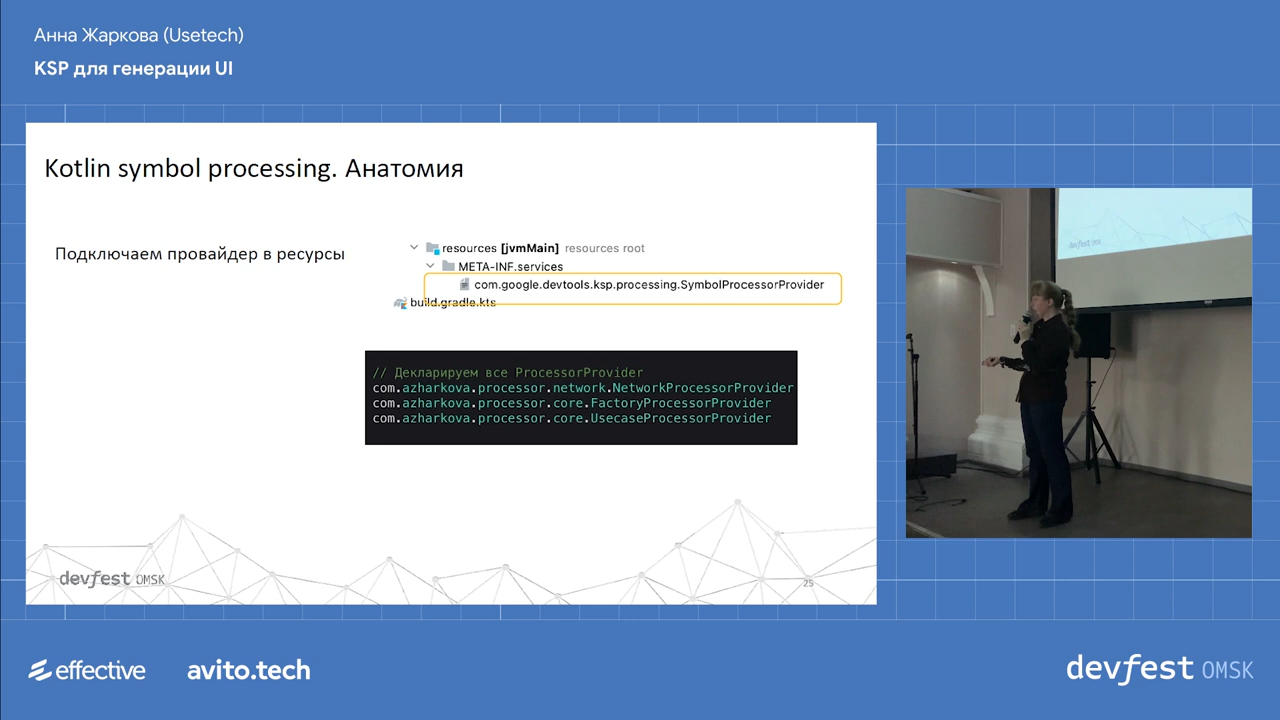 Анна Жаркова (Usetech)
KSP для генерации UI
Kotlin symbol processing. Анатомия
Подключаем провайдер в ресурсы
resources [jvmMain] resources root
META-INF.services
com.google.devtools.ksp.processing.SymbolProcessorProvider
build.gradle.kts
// Декларируем все ProcessorProvider
com.azharkova.processor.network.NetworkProcessorProvider
com.azharkova.processor.core.FactoryProcessorProvider
com.azharkova.processor.core.UsecaseProcessorProvider
devfest OMSK
25
effective
avito.tech
devfest OMSK